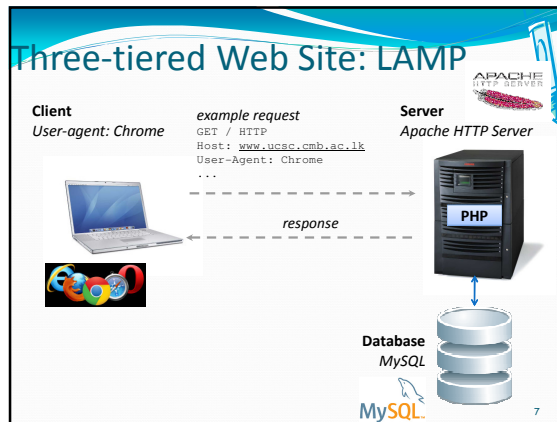 Three-tiered Web Site: LAMP
APACHE
HTTP SERVER
Client
User-agent: Chrome
example request
GET / HTTP
Host: www.ucsc.cmb.ac.lk
User-Agent: Chrome
...
Server
Apache HTTP Server
PHP
response
Database
MySQL
MySQL
7